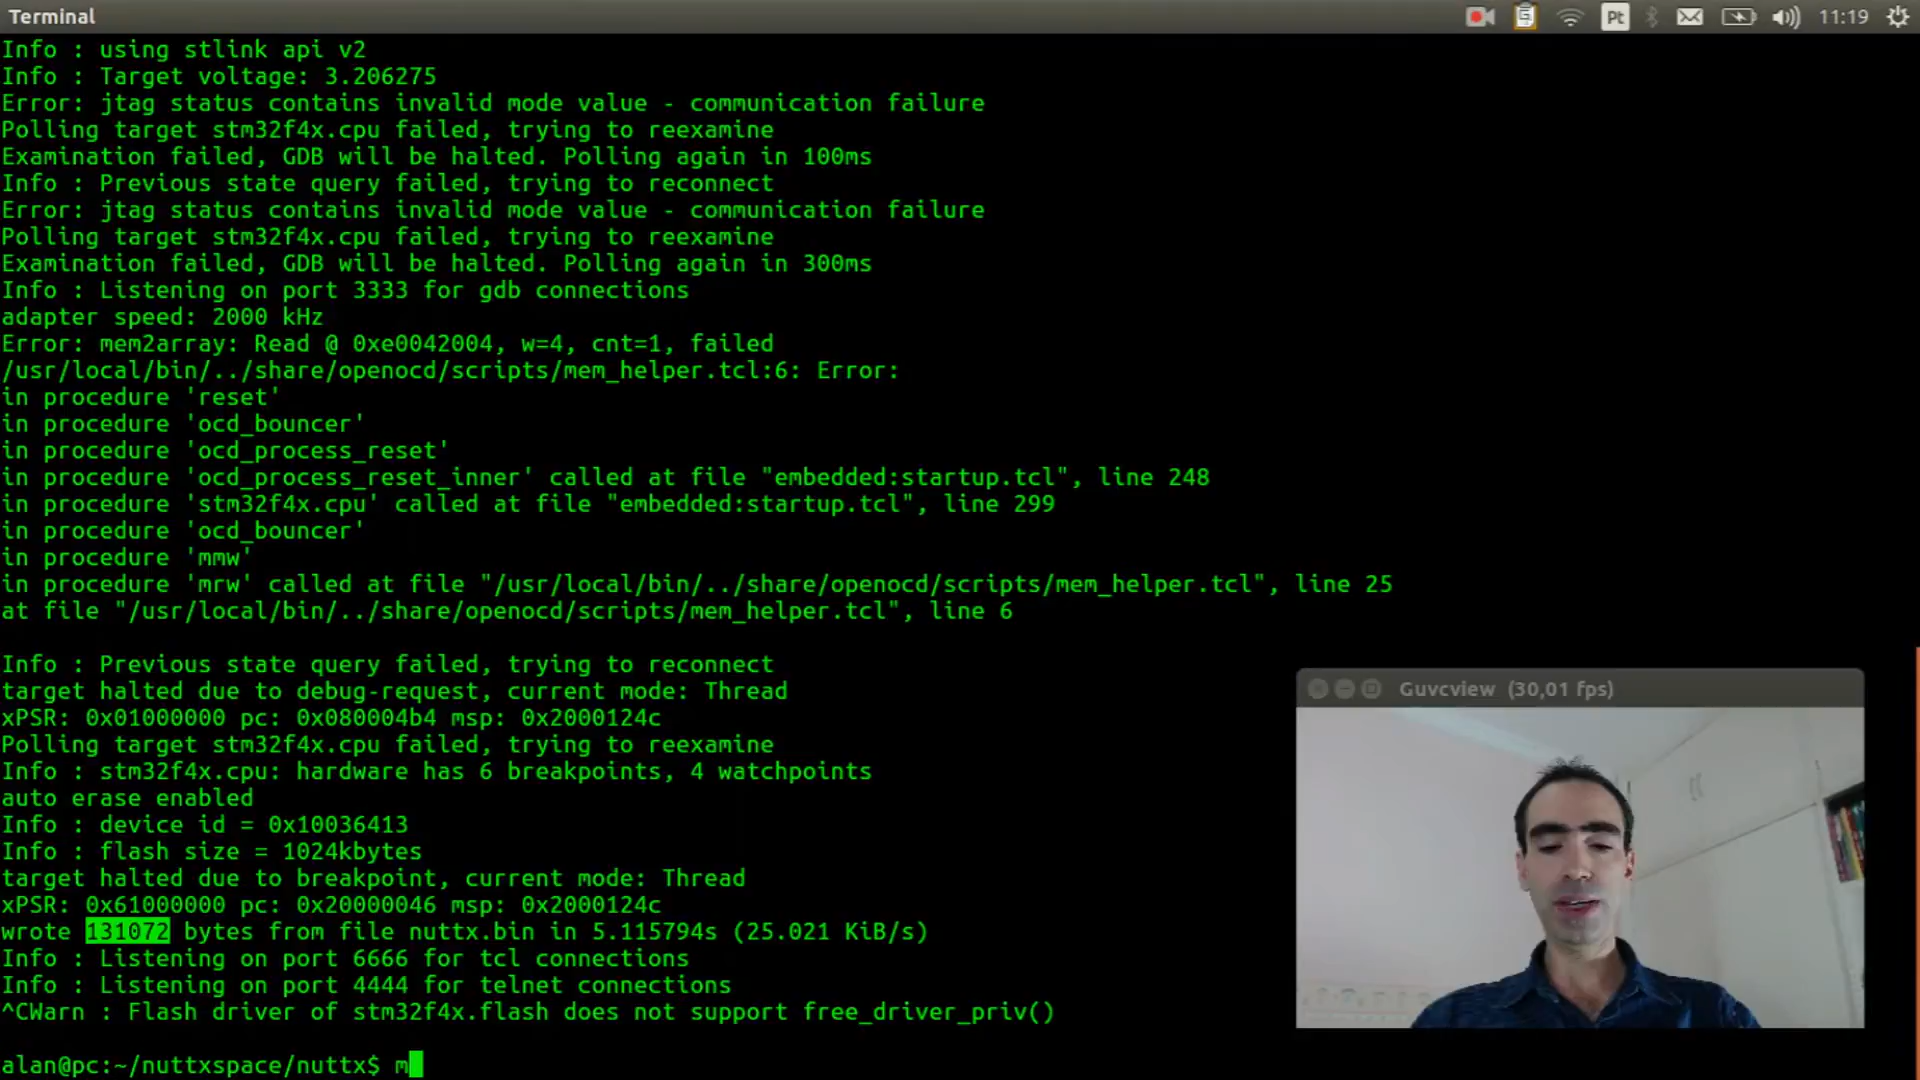 Terminal
Pt
11:19
Info : using stlink api v2
Info : Target voltage: 3.206275
Error: jtag status contains invalid mode value - communication failure
Polling target stm32f4x.cpu failed, trying to reexamine
Examination failed, GDB will be halted. Polling again in 100ms
Info : Previous state query failed, trying to reconnect
Error: jtag status contains invalid mode value - communication failure
Polling target stm32f4x.cpu failed, trying to reexamine
Examination failed, GDB will be halted. Polling again in 300ms
Info : Listening on port 3333 for gdb connections
adapter speed: 2000 kHz
Error: mem2array: Read @ 0xe0042004, w=4, cnt=1, failed
/usr/local/bin/../share/openocd/scripts/mem_helper.tcl:6: Error:
in procedure 'reset'
in procedure 'ocd_bouncer'
in procedure 'ocd_process_reset'
in procedure 'ocd_process_reset_inner' called at file "embedded:startup.tcl", line 248
in procedure 'stm32f4x.cpu' called at file "embedded:startup.tcl", line 299
in procedure 'ocd_bouncer'
in procedure 'mmw'
in procedure 'mrw' called at file "/usr/local/bin/../share/openocd/scripts/mem_helper.tcl", line 25
at file "/usr/local/bin/../share/openocd/scripts/mem_helper.tcl", line 6
Info : Previous state query failed, trying to reconnect
target halted due to debug-request, current mode: Thread
xPSR: 0x01000000 pc: 0x080004b4 msp: 0x2000124c
Polling target stm32f4x.cpu failed, trying to reexamine
Info : stm32f4x.cpu: hardware has 6 breakpoints, 4 watchpoints
auto erase enabled
Info : device id = 0x10036413
Info : flash size = 1024kbytes
target halted due to breakpoint, current mode: Thread
xPSR: 0x61000000 pc: 0x20000046 msp: 0x2000124c
wrote 131072 bytes from file nuttx.bin in 5.115794s (25.021 KiB/s)
Info : Listening on port 6666 for tcl connections
Info : Listening on port 4444 for telnet connections
^CWarn : Flash driver of stm32f4x.flash does not support free_driver_priv()
alan@pc:~/nuttxspace/nuttx$ m
Guvcview (30,01 fps)